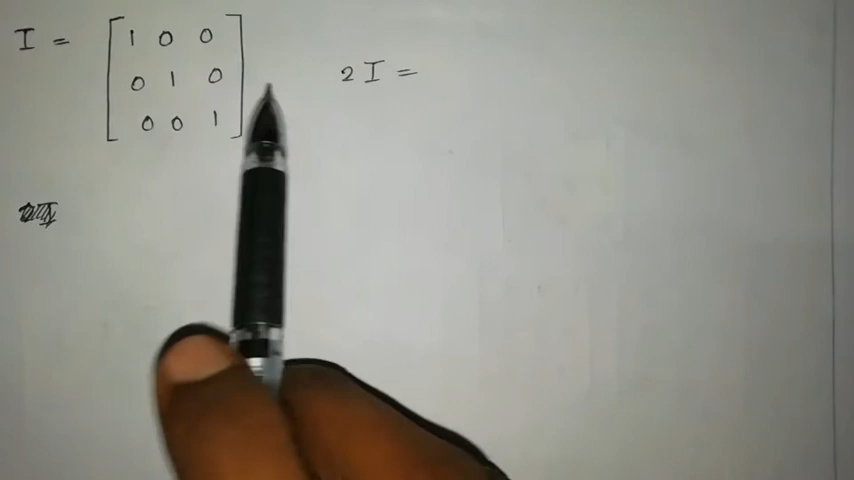 I = [ 1 0 0
0 1 0
0 0 1 ]
2 I =